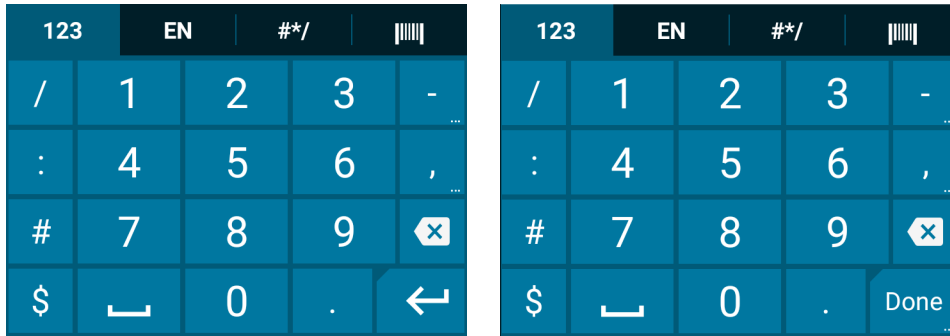 123 EN #*/
/ 1 2 3 - ...
: 4 5 6 , ...
# 7 8 9
$ 0 .
123 EN #*/
/ 1 2 3 - ...
: 4 5 6 , ...
# 7 8 9
$ 0 . Done